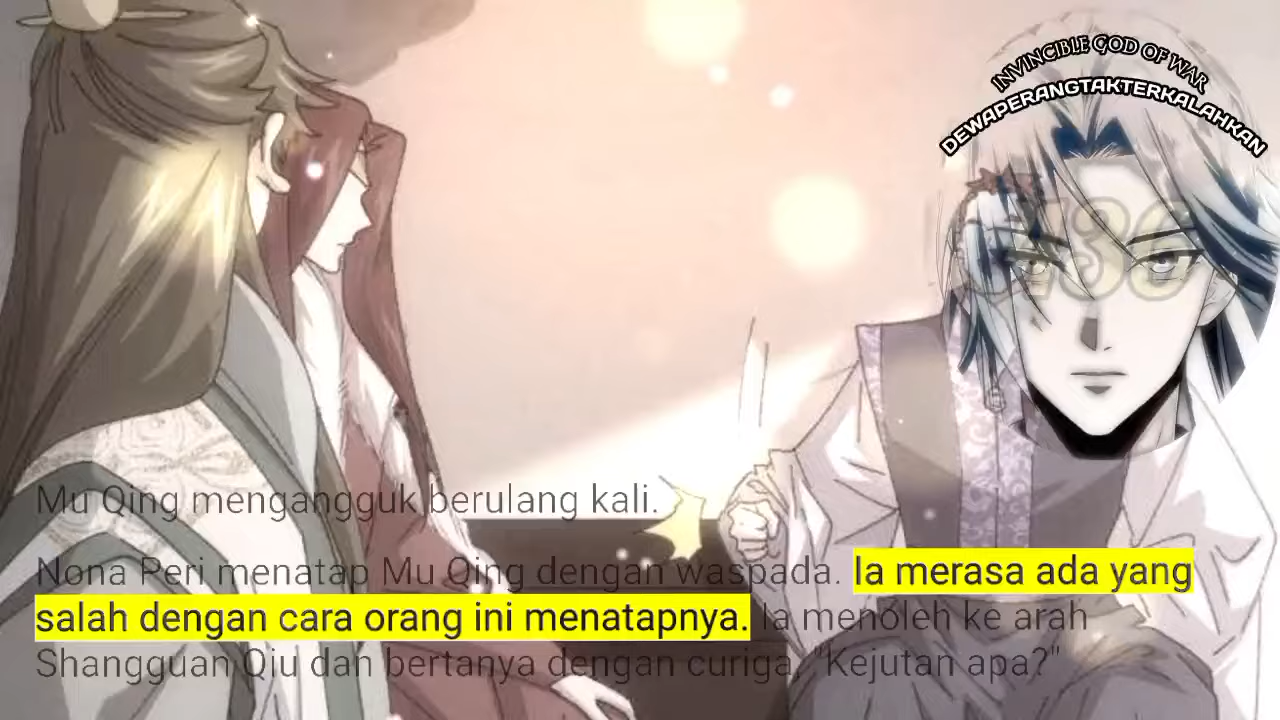 INVINCIBLE GOD OF WAR
DEWAPERANGTAKTERKALAHKAN
Mu Qing mengangguk berulang kali.
Nona Peri menatap Mu Qing dengan waspada. Ia merasa ada yang
salah dengan cara orang ini menatapnya. Ia menoleh ke arah
Shangguan Qiu dan bertanya dengan curiga, "Kejutan apa?"